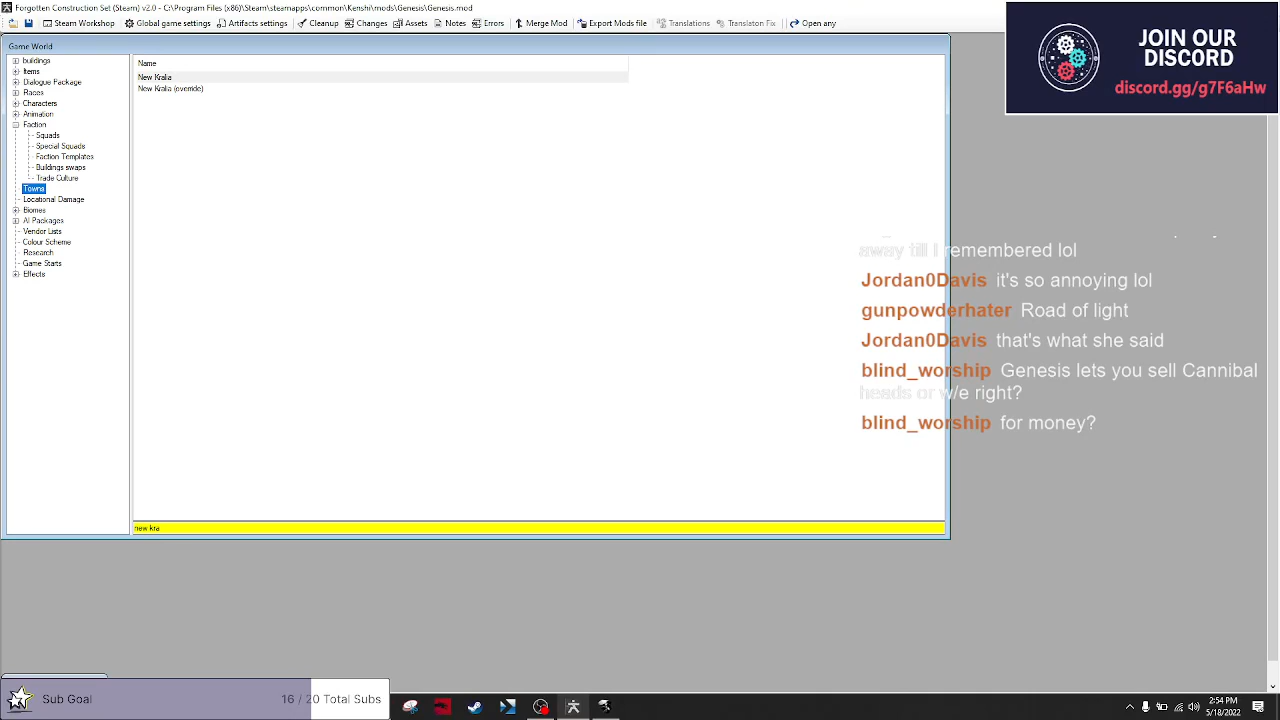 Forgotten Construction Set (Steam) v2.0 - C:\Program Files (x86)\Steam\steamapps\common\Kenshi\mods\Genesis\Genesis.mod
Steam Workshop
Global game settings
Artifacts settings
Cleanup
Changes
Assets
Notes
Errors
Merge Mod
Export Mods file
Translations
Translaton Fix
Open any
Game World
buildings
Items
Dialogue Package
Races
Characters
Animation
Faction
Squads
Special Squads
Faction Templates
Buildings swaps
Trade Culture
Towns
Locational Damage
Biomes
AI Packages
Vendor Lists
Colour Scheme
Research
Game Stats
Effects
Name
New Kralia
New Kralia (override)
new kra
JOIN OUR
DISCORD
discord.gg/g7F6aHw
away till I remembered lol
Jordan0Davis it's so annoying lol
gunpowderhater Road of light
Jordan0Davis that's what she said
blind_worship Genesis lets you sell Cannibal
heads or w/e right?
blind_worship for money?
Sub Goal
16 / 20 Total Subs
2:54 PM
5/18/2022